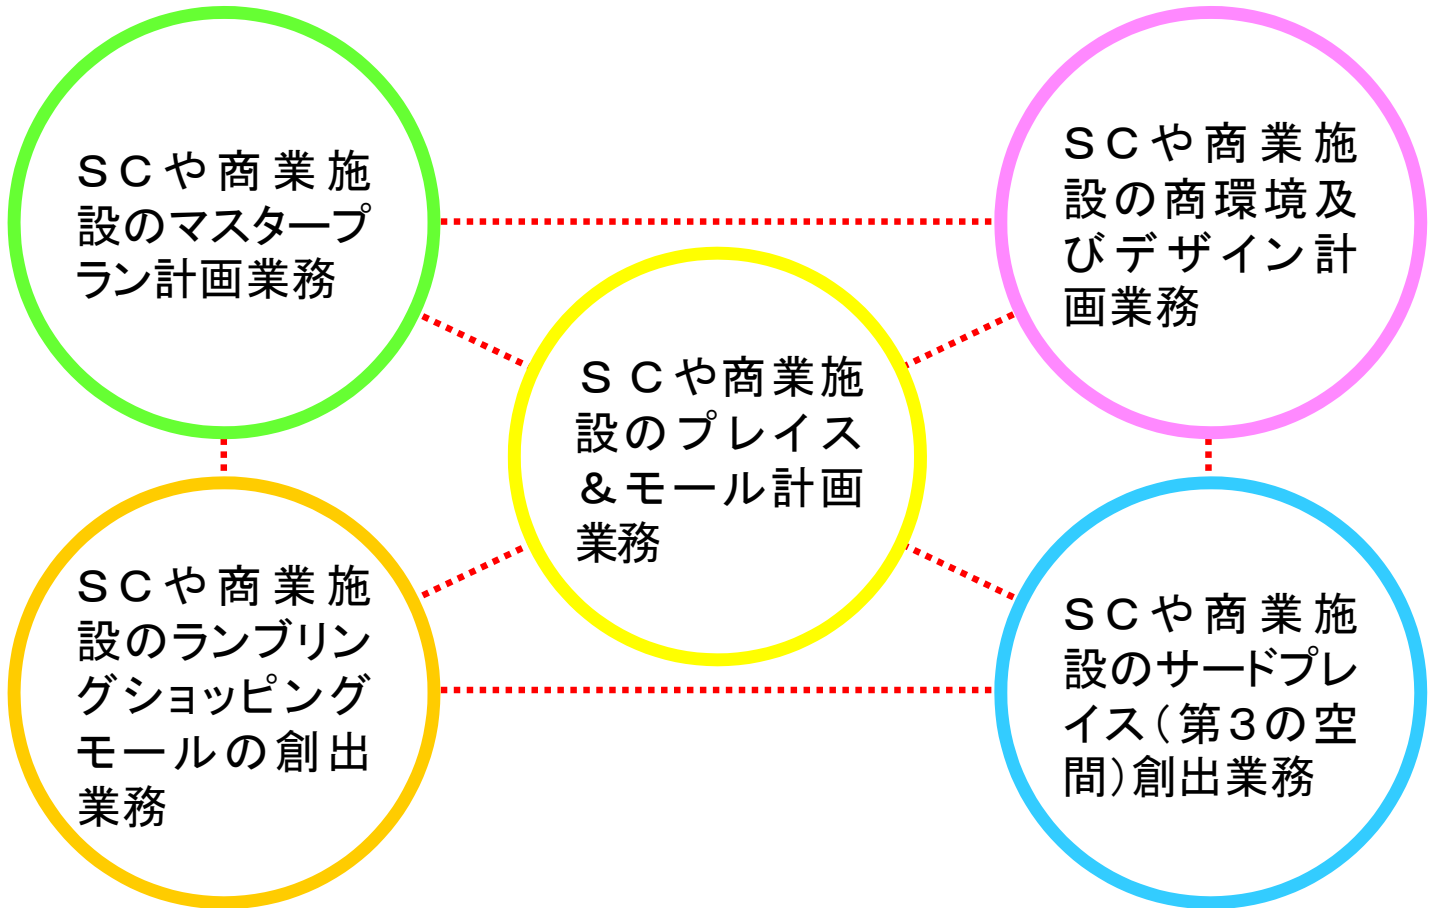 ＳＣや商業施
設のマスタープ
ラン計画業務
ＳＣや商業施
設の商環境及
びデザイン計
画業務
ＳＣや商業施
設のプレイス
＆モール計画
業務
ＳＣや商業施
設のランブリン
グショッピング
モールの創出
業務
ＳＣや商業施
設のサードプレ
イス（第３の空
間）創出業務